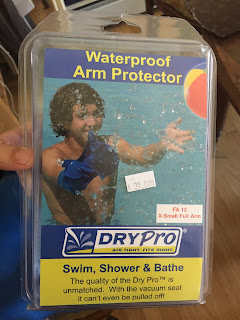 Waterproof
Arm Protector
FA 12
X-Small Full Arm
DRYPRO™
AIR TIGHT. FITS RIGHT.
Swim, Shower & Bathe
The quality of the Dry Pro™ is
unmatched. With the vacuum seal
it can't even be pulled off!